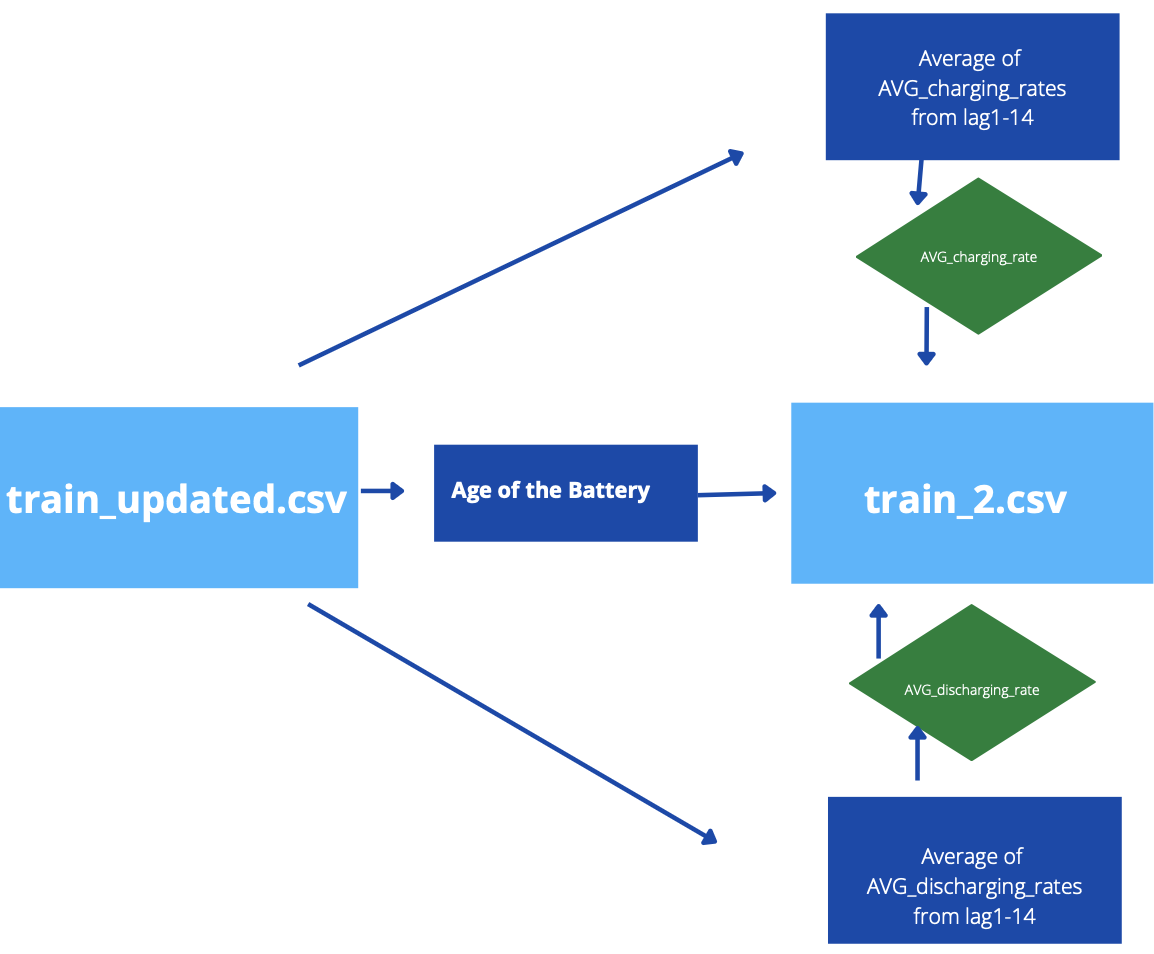 Average of
AVG_charging_rates
from lag1-14
AVG_charging_rate
train_updated.csv
Age of the Battery
train_2.csv
AVG_discharging_rate
Average of
AVG_discharging_rates
from lag1-14